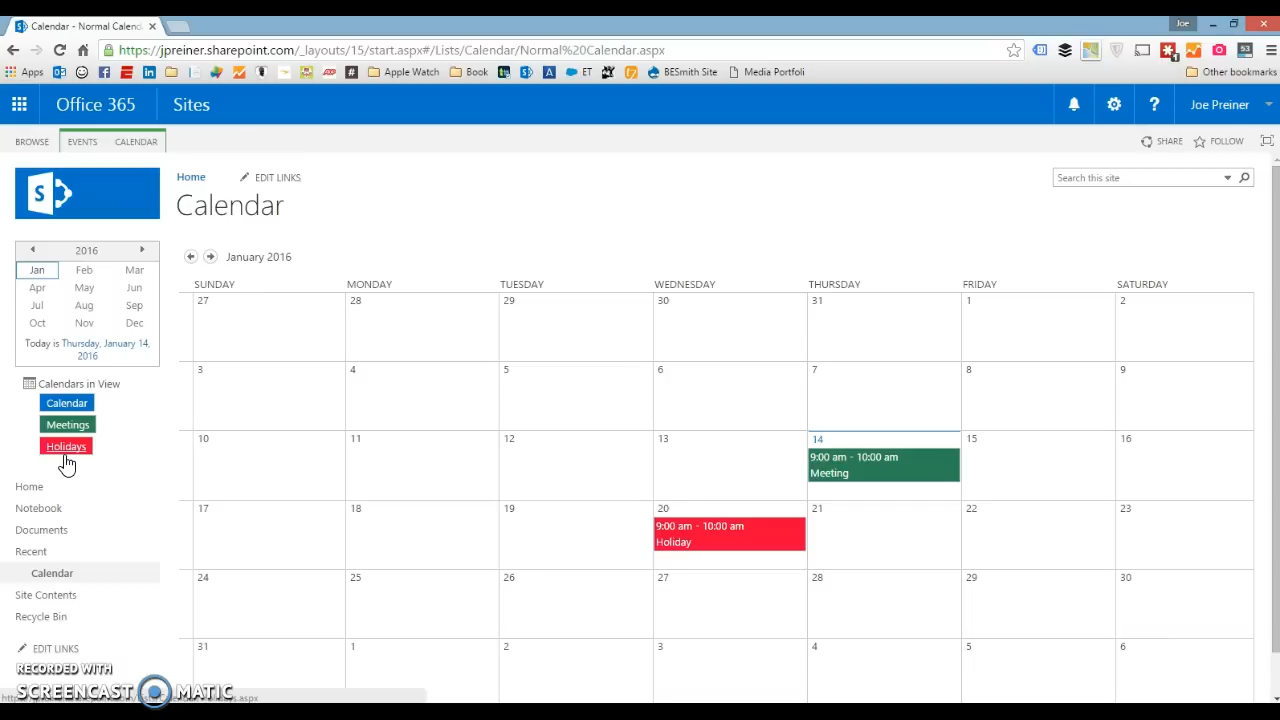 Calendar - Normal Calend
Joe
https://jpreiner.sharepoint.com/_layouts/15/start.aspx#/Lists/Calendar/Normal%20Calendar.aspx
Apps
Apple Watch
Book
ET
BESmith Site
Media Portfoli
Other bookmarks
Office 365
Sites
Joe Preiner
BROWSE
EVENTS
CALENDAR
SHARE
FOLLOW
Home
EDIT LINKS
Search this site
Calendar
2016
Jan Feb Mar
Apr May Jun
Jul Aug Sep
Oct Nov Dec
Today is Thursday, January 14,
2016
Calendars in View
Calendar
Meetings
Holidays
Home
Notebook
Documents
Recent
Calendar
Site Contents
Recycle Bin
EDIT LINKS
January 2016
SUNDAY MONDAY TUESDAY WEDNESDAY THURSDAY FRIDAY SATURDAY
27 28 29 30 31 1 2
3 4 5 6 7 8 9
10 11 12 13 14 15 16
9:00 am - 10:00 am
Meeting
17 18 19 20 21 22 23
9:00 am - 10:00 am
Holiday
24 25 26 27 28 29 30
31 1 2 3 4 5 6
RECORDED WITH
SCREENCAST MATIC